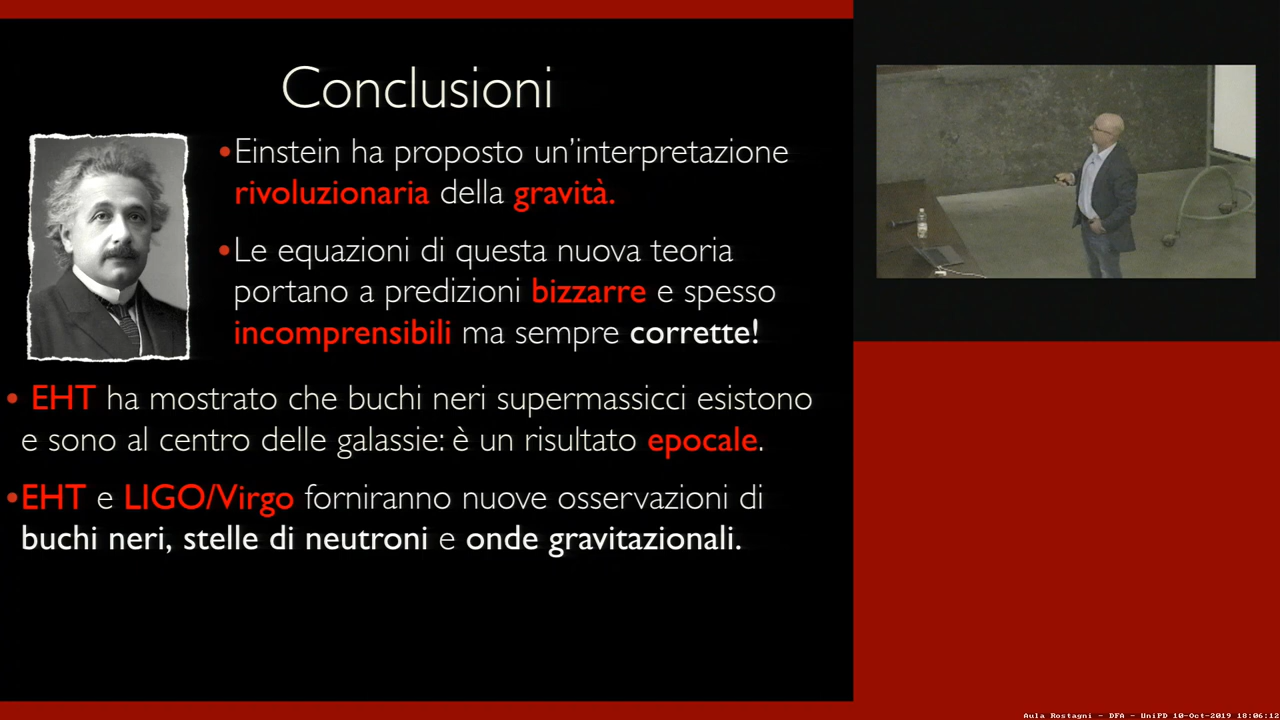 Conclusioni
•Einstein ha proposto un'interpretazione
rivoluzionaria della gravità.
•Le equazioni di questa nuova teoria
portano a predizioni bizzarre e spesso
incomprensibili ma sempre corrette!
• EHT ha mostrato che buchi neri supermassicci esistono
e sono al centro delle galassie: è un risultato epocale.
•EHT e LIGO/Virgo forniranno nuove osservazioni di
buchi neri, stelle di neutroni e onde gravitazionali.
Aula Rostagni - DFA - UniPD 10-Oct-2019 18:06:12